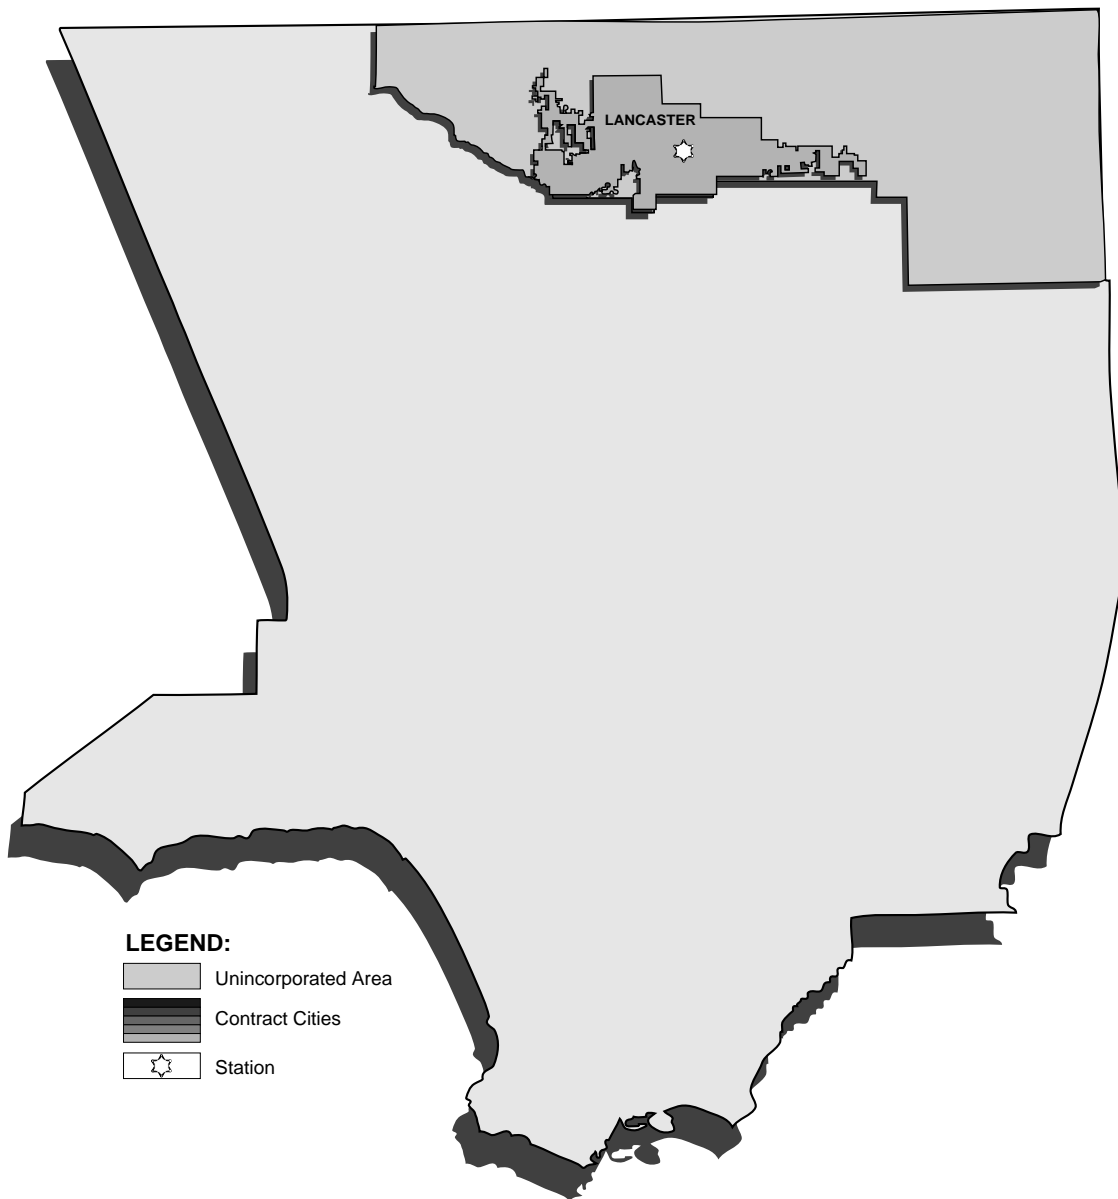 LANCASTER
LEGEND:
Unincorporated Area
Contract Cities
Station